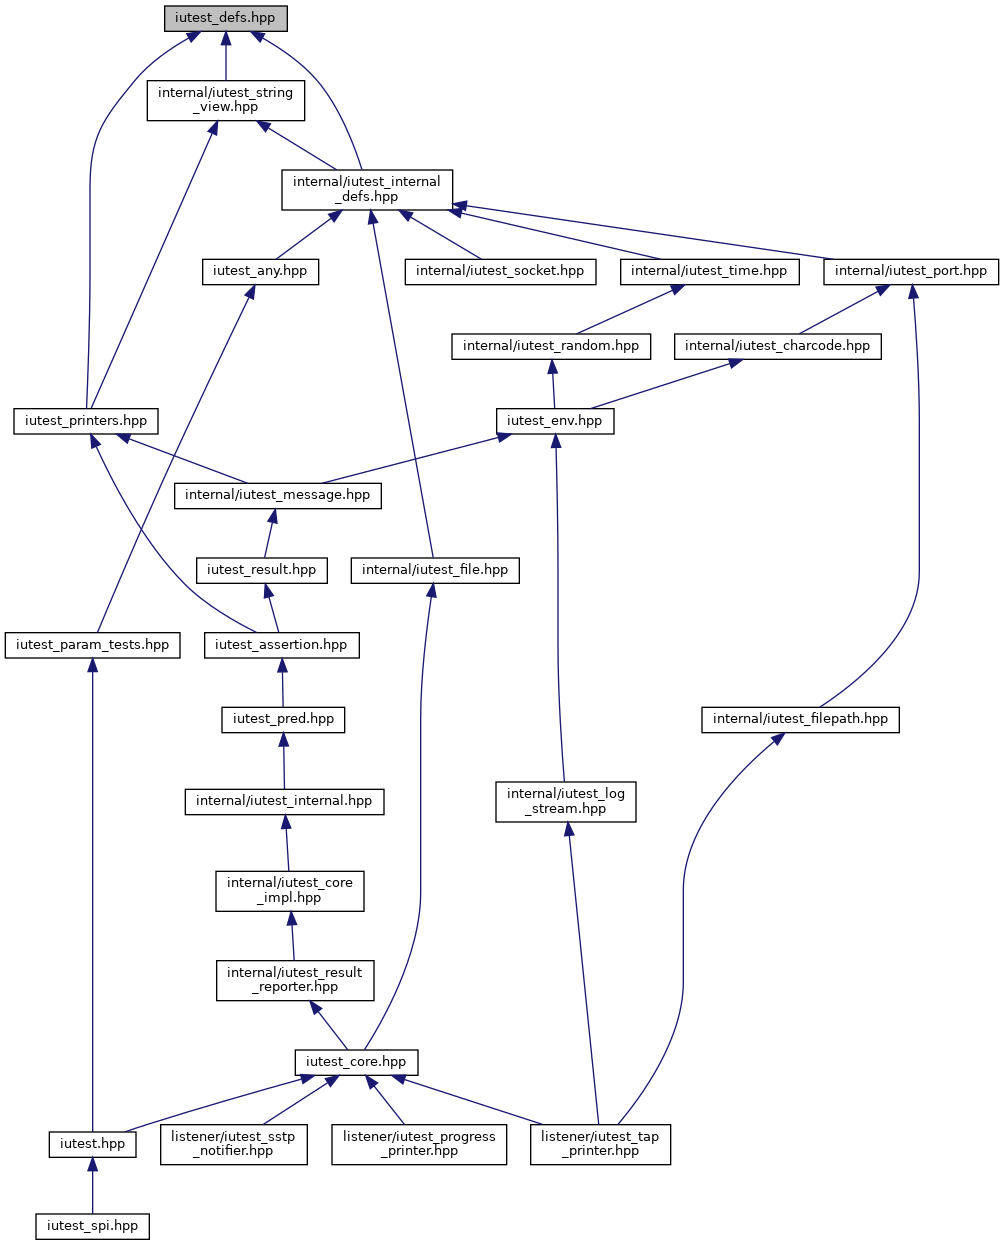 iutest_defs.hpp
internal/iutest_string
_view.hpp
internal/iutest_internal
_defs.hpp
iutest_any.hpp
internal/iutest_socket.hpp
internal/iutest_time.hpp
internal/iutest_port.hpp
internal/iutest_random.hpp
internal/iutest_charcode.hpp
iutest_printers.hpp
iutest_env.hpp
internal/iutest_message.hpp
iutest_result.hpp
internal/iutest_file.hpp
iutest_param_tests.hpp
iutest_assertion.hpp
iutest_pred.hpp
internal/iutest_filepath.hpp
internal/iutest_internal.hpp
internal/iutest_log
_stream.hpp
internal/iutest_core
_impl.hpp
internal/iutest_result
_reporter.hpp
iutest_core.hpp
iutest.hpp
listener/iutest_sstp
_notifier.hpp
listener/iutest_progress
_printer.hpp
listener/iutest_tap
_printer.hpp
iutest_spi.hpp